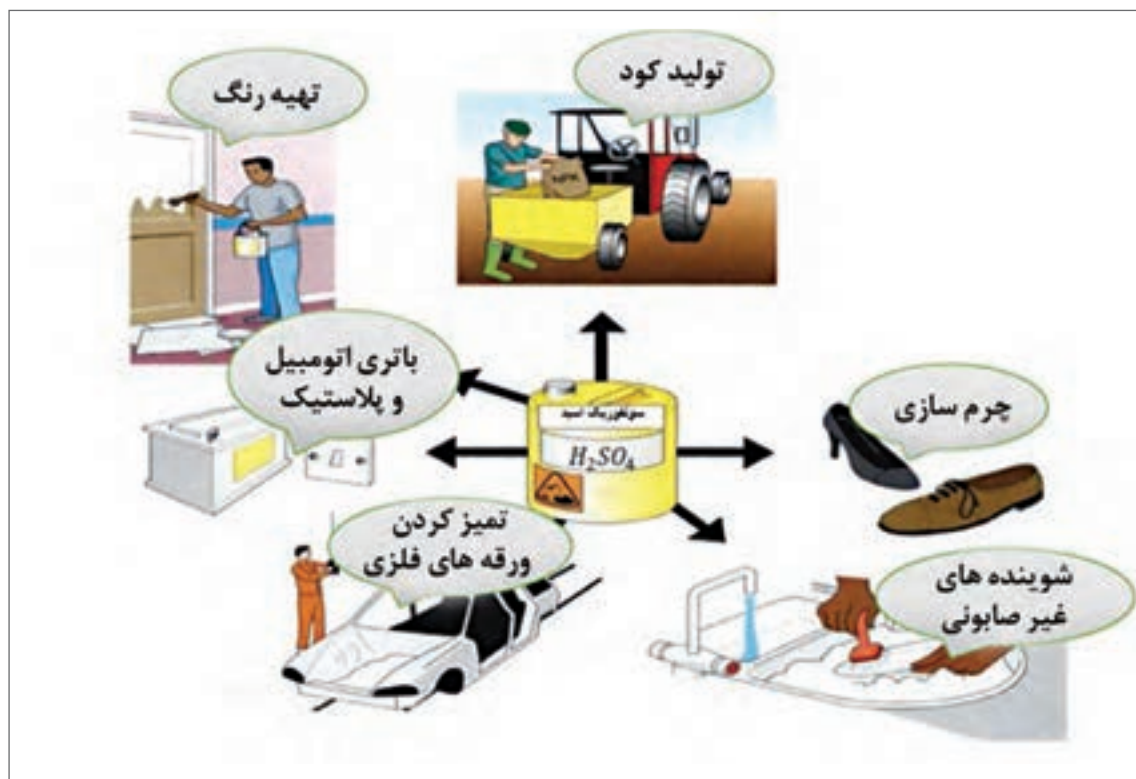 تولید کود
تهیه رنگ
باتری اتومبیل
و پلاستیک
سولفوریک اسید
H₂SO₄
چرم سازی
تمیز کردن
ورقه های فلزی
شوینده های
غیر صابونی